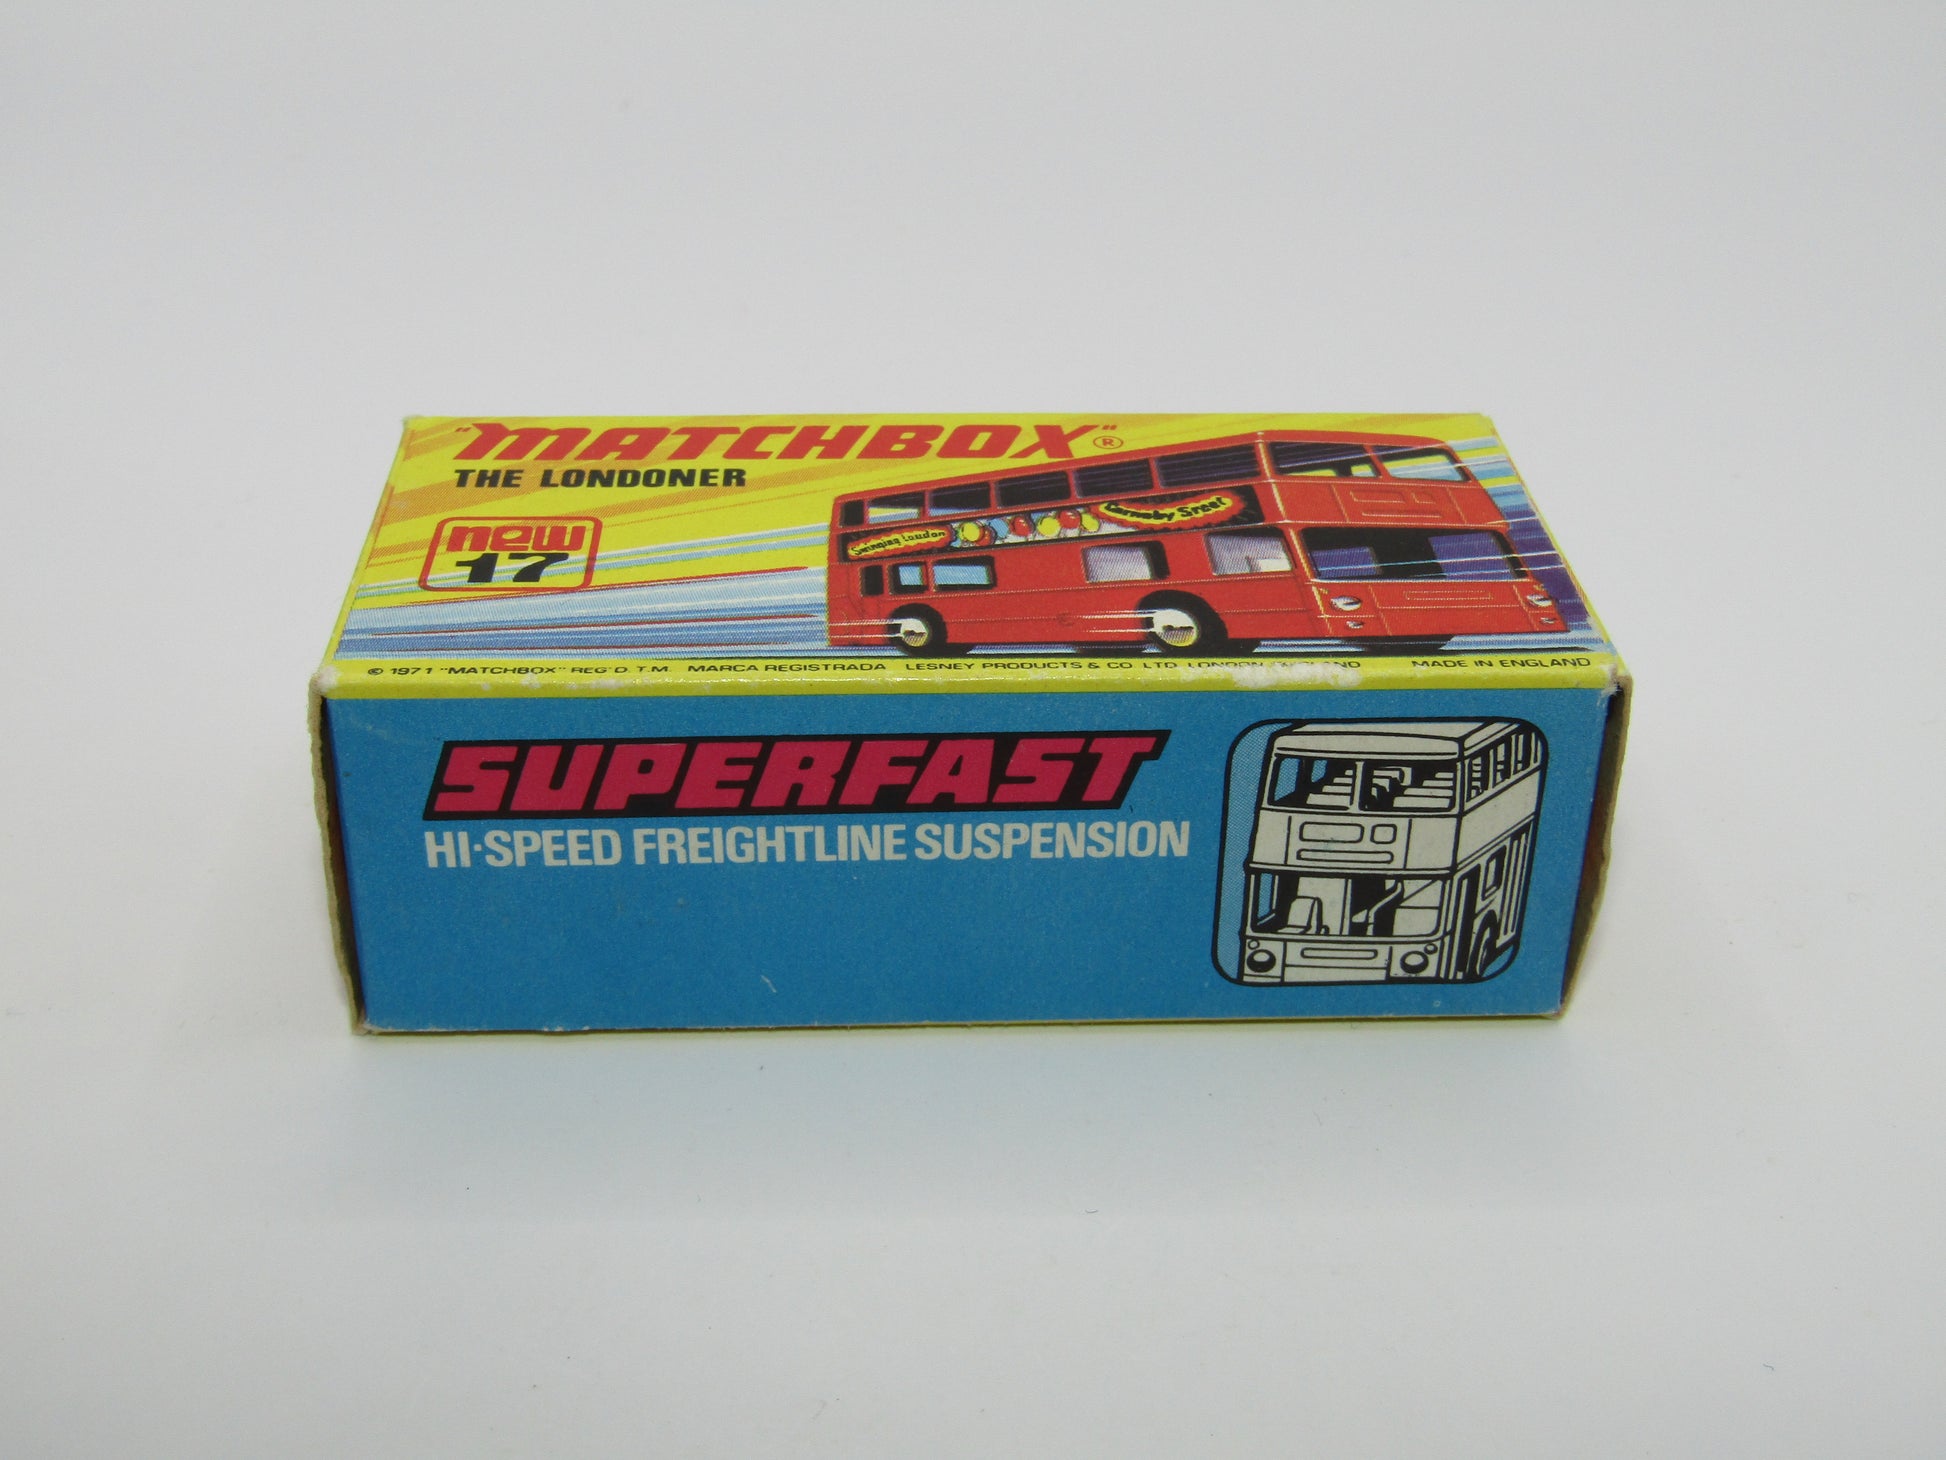 "MATCHBOX"®
THE LONDONER
new
17
Swinging London
Carnaby Street
© 1971 "MATCHBOX" REG'D. T.M. MARCA REGISTRADA LESNEY PRODUCTS & CO. LTD. LONDON ENGLAND MADE IN ENGLAND
SUPERFAST
HI·SPEED FREIGHTLINE SUSPENSION